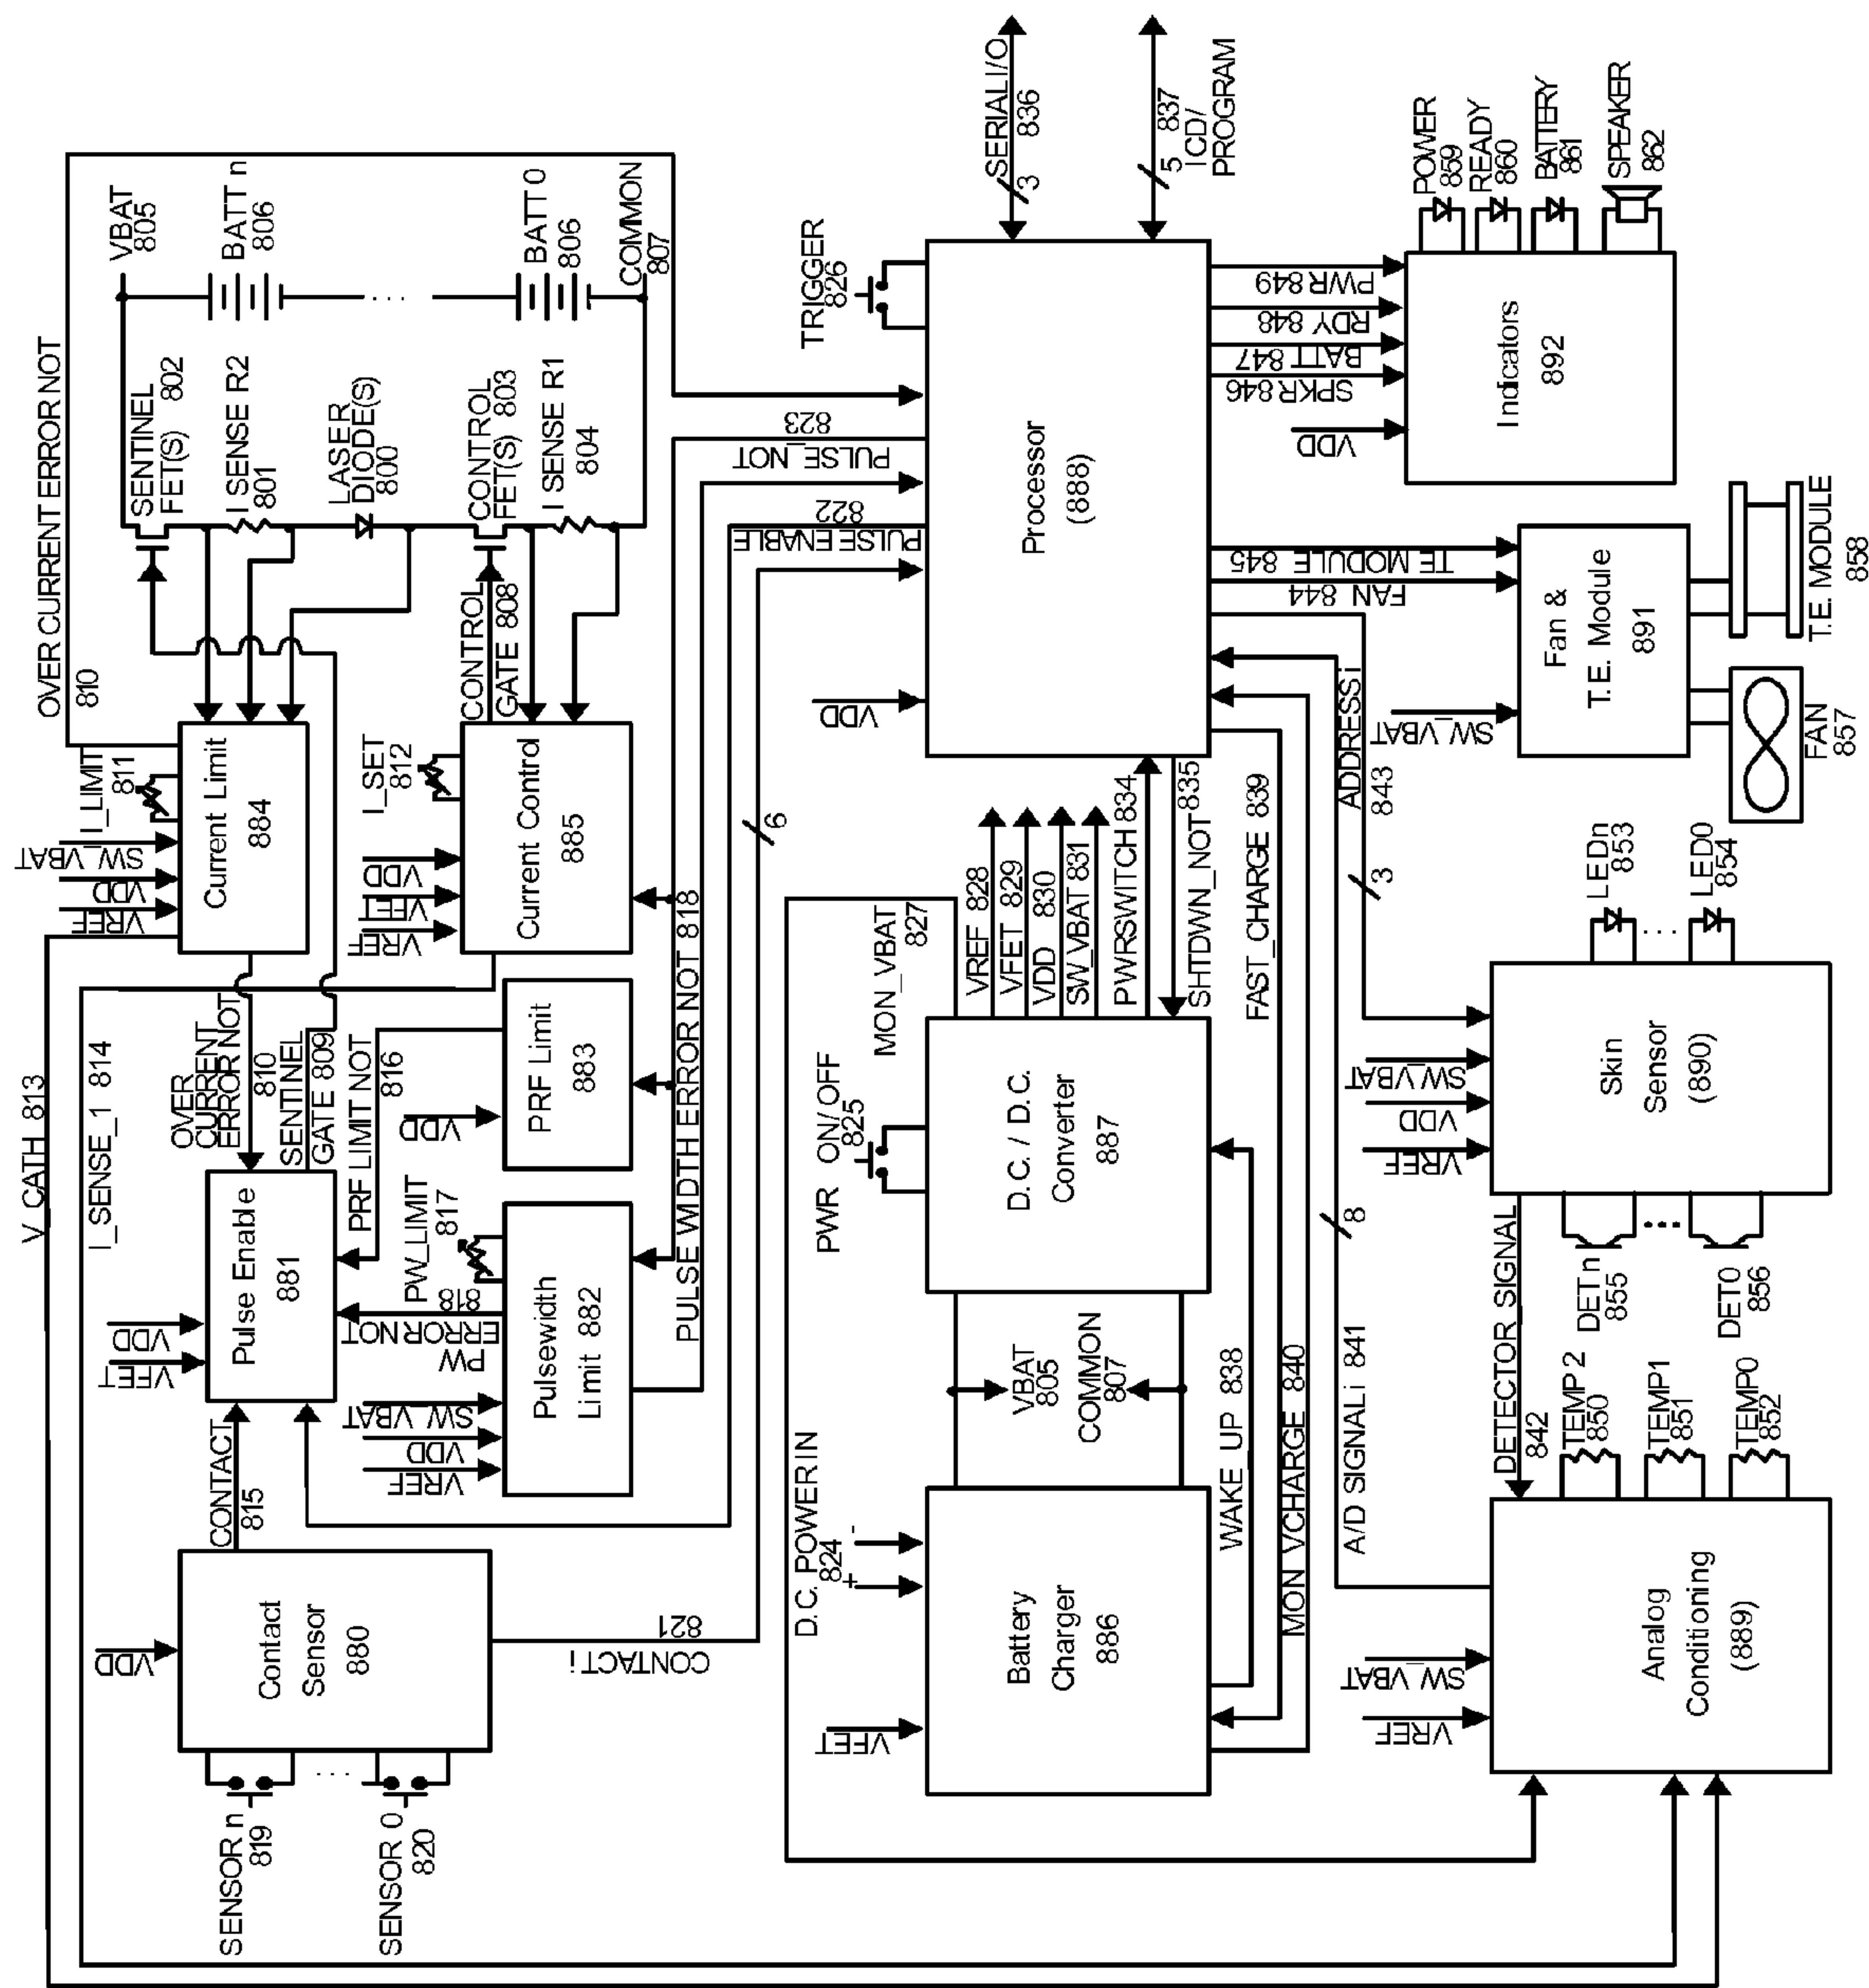 V_CATH 813
I_SENSE_1 814
OVER CURRENT ERROR NOT
810
VBAT
805
BATT n
806
BATT 0
806
COMMON
807
SENTINEL
FET(S) 802
I SENSE R2
801
LASER
DIODE(S)
800
CONTROL
FET(S) 803
I SENSE R1
804
I_LIMIT
811
SW_VBAT
VDD
VREF
Current Limit
884
I_SET
812
VDD
VFET
VREF
Current Control
885
CONTROL
GATE 808
OVER
CURRENT
ERROR NOT
810
SENTINEL
GATE 809
PRF LIMIT NOT
816
VDD
PRF Limit
883
VDD
VFET
Pulse Enable
881
PW_LIMIT
817
PW
ERROR NOT
818
SW_VBAT
VDD
VREF
Pulsewidth
Limit 882
PULSE WIDTH ERROR NOT 818
CONTACT
815
VDD
Contact
Sensor
880
SENSOR n
819
. . .
SENSOR 0
820
CONTACT i
821
6
PULSE ENABLE
822
PULSE_NOT
823
TRIGGER
826
SERIAL I/O
836
3
837
5
ICD/
PROGRAM
VDD
Processor
(888)
MON_VBAT
827
VREF 828
VFET 829
VDD 830
SW_VBAT 831
PWRSWITCH 834
SHTDWN_NOT 835
PWR ON/OFF
825
D.C. / D.C.
Converter
887
VBAT
805
COMMON
807
D.C. POWER IN
824
+ -
VFET
Battery
Charger
886
WAKE UP 838
FAST_CHARGE 839
MON VCHARGE 840
A/D SIGNAL i 841
8
ADDRESS i
843
3
FAN 844
TE MODULE 845
SPKR 846
BATT 847
RDY 848
PWR 849
VDD
Indicators
892
POWER
859
READY
860
BATTERY
861
SPEAKER
862
SW_VBAT
Fan &
T.E. Module
891
FAN
857
T.E. MODULE
858
SW_VBAT
VDD
VREF
Skin
Sensor
(890)
LEDn
853
. . .
LED0
854
DETn
855
. . .
DET0
856
DETECTOR SIGNAL
842
SW_VBAT
VREF
Analog
Conditioning
(889)
TEMP 2
850
TEMP1
851
TEMP0
852